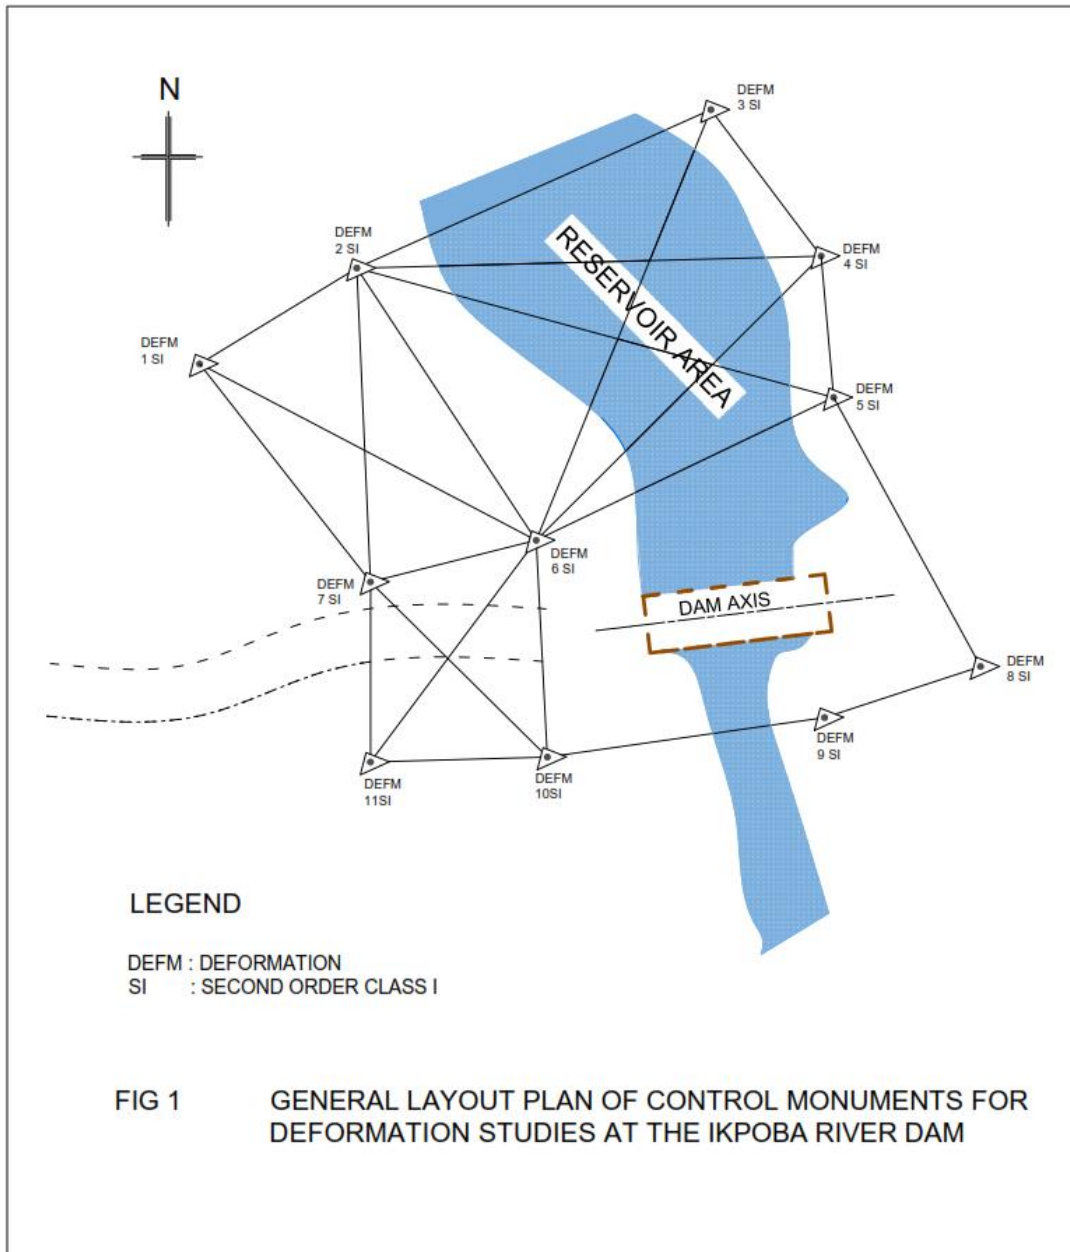 N
DEFM
3 SI
DEFM
2 SI
DEFM
4 SI
RESERVOIR AREA
DEFM
1 SI
DEFM
5 SI
DEFM
6 SI
DEFM
7 SI
DAM AXIS
DEFM
8 SI
DEFM
9 SI
DEFM
10SI
DEFM
11SI
LEGEND
DEFM : DEFORMATION
SI : SECOND ORDER CLASS I
FIG 1 GENERAL LAYOUT PLAN OF CONTROL MONUMENTS FOR
DEFORMATION STUDIES AT THE IKPOBA RIVER DAM